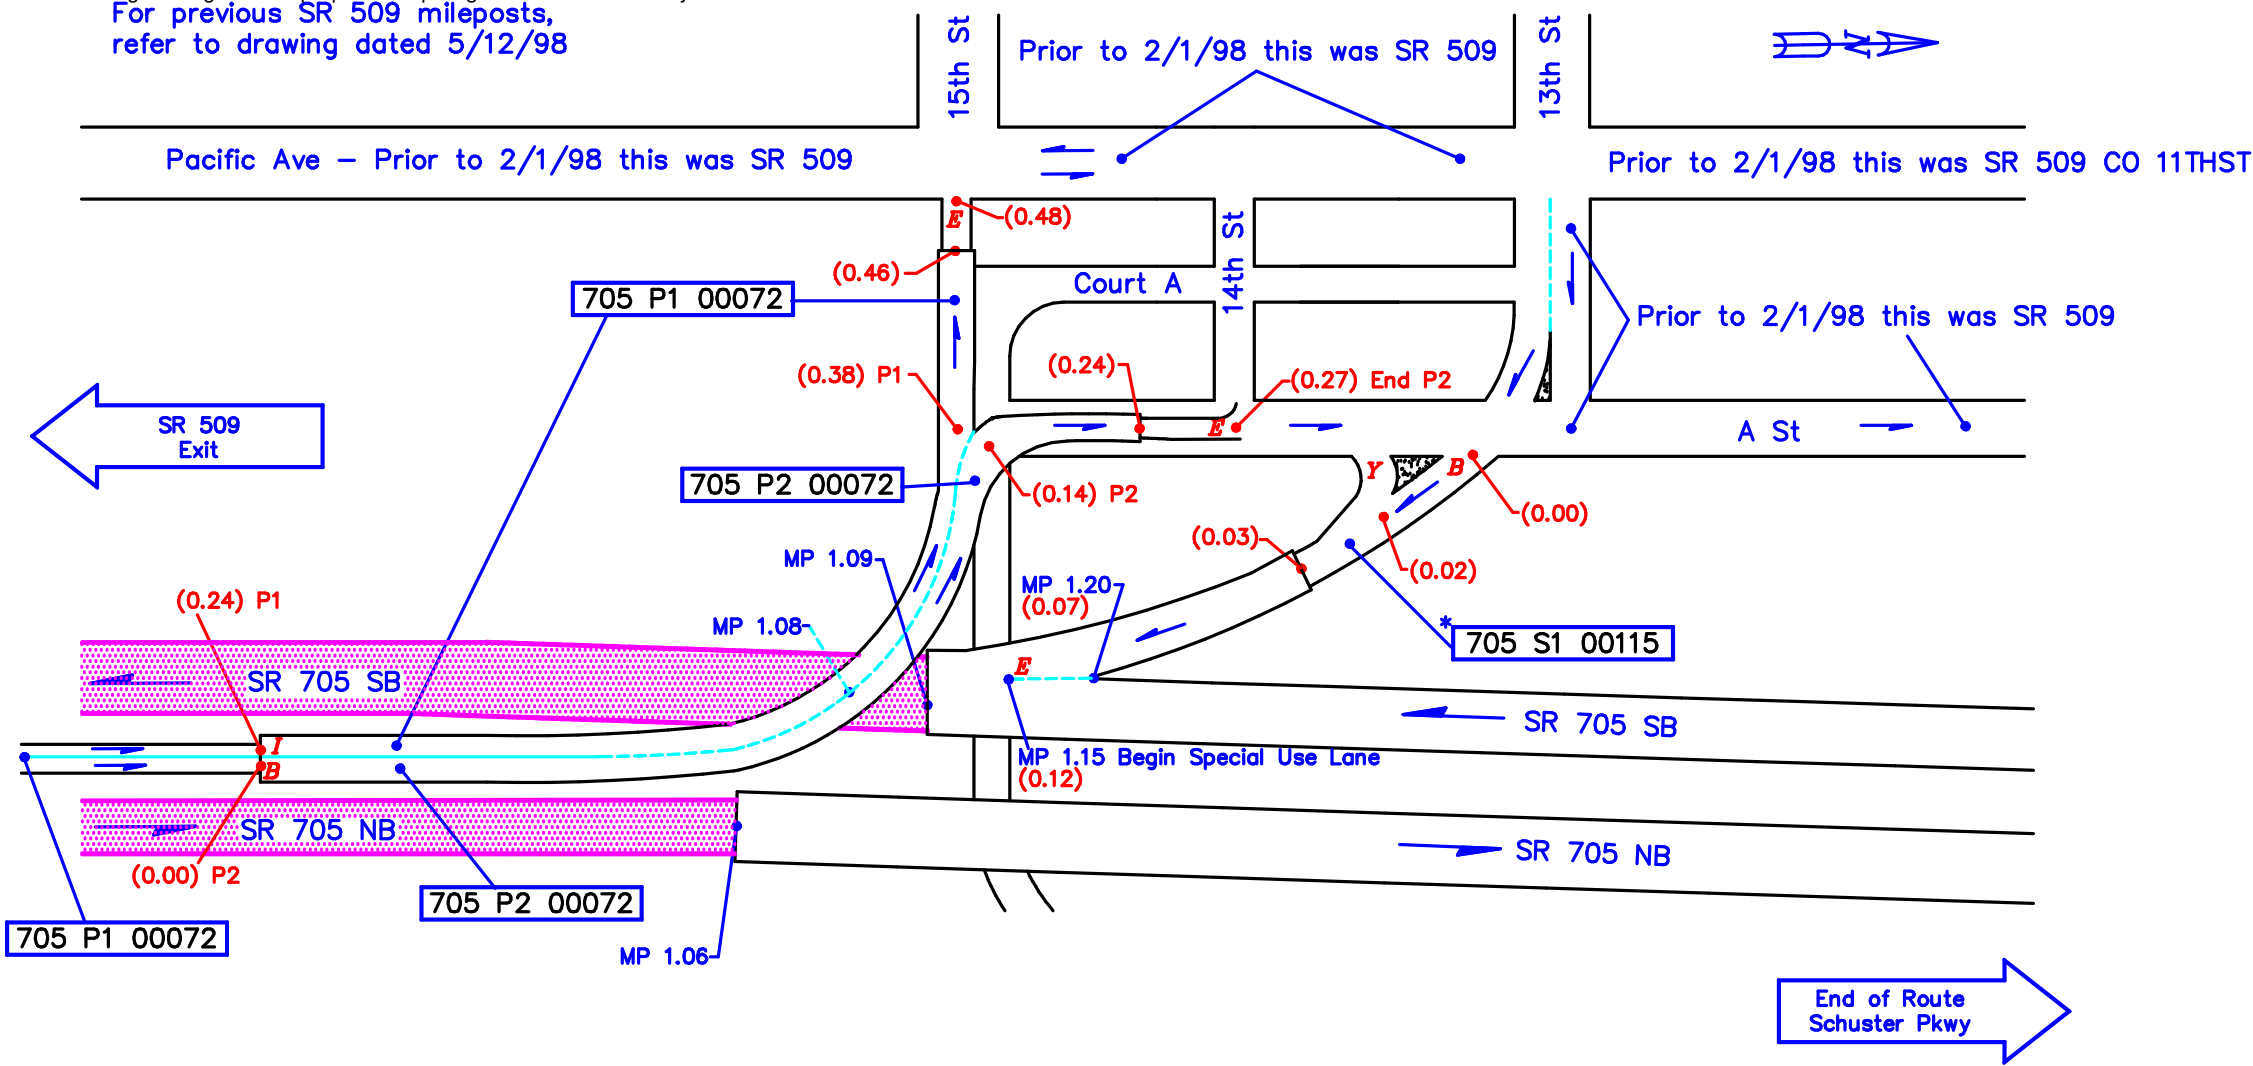 For previous SR 509 mileposts,
refer to drawing dated 5/12/98
15th St
Prior to 2/1/98 this was SR 509
13th St
N
Pacific Ave – Prior to 2/1/98 this was SR 509
Prior to 2/1/98 this was SR 509 CO 11THST
E
(0.48)
14th St
(0.46)
Court A
705 P1 00072
Prior to 2/1/98 this was SR 509
(0.38) P1
(0.24)
(0.27) End P2
SR 509
Exit
E
A St
705 P2 00072
(0.14) P2
Y
B
(0.00)
(0.03)
(0.02)
MP 1.09
MP 1.20
(0.07)
(0.24) P1
MP 1.08
*
705 S1 00115
SR 705 SB
E
SR 705 SB
I
B
MP 1.15 Begin Special Use Lane
(0.12)
SR 705 NB
SR 705 NB
(0.00) P2
705 P2 00072
705 P1 00072
MP 1.06
End of Route
Schuster Pkwy